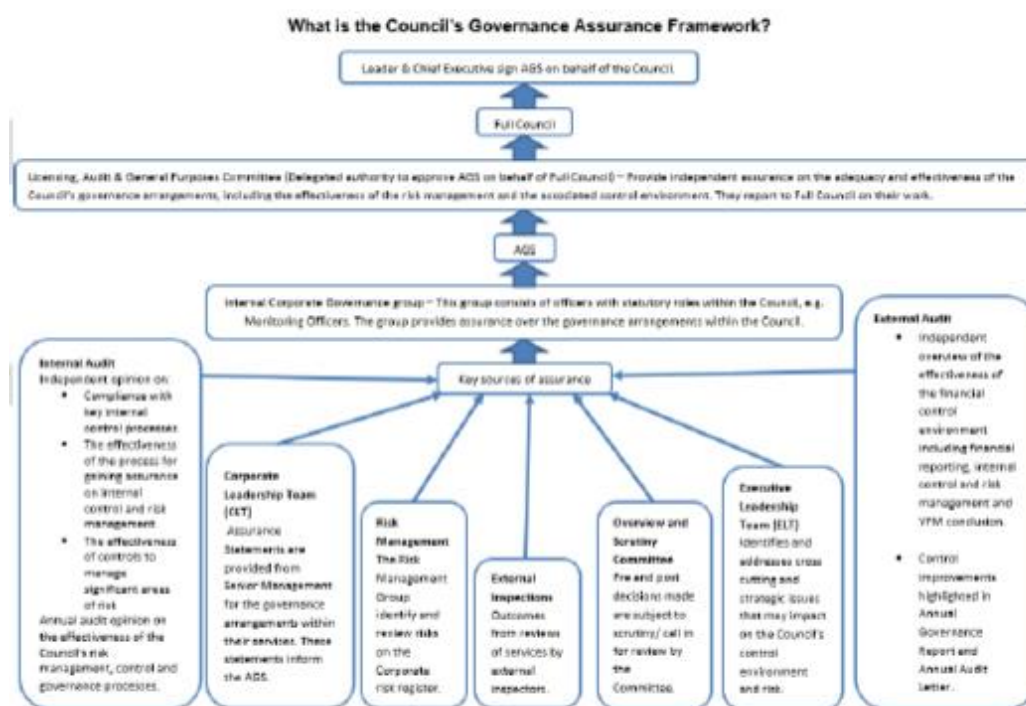 What is the Council's Governance Assurance Framework?
Leader & Chief Executive sign AGS on behalf of the Council.
Full Council
Licensing, Audit & General Purposes Committee (Delegated authority to approve AGS on behalf of Full Council) – Provide independent assurance on the adequacy and effectiveness of the
Council's governance arrangements, including the effectiveness of the risk management and the associated control environment. They report to Full Council on their work.
AGS
Internal Corporate Governance group – This group consists of officers with statutory roles within the Council, e.g.
Monitoring Officers. The group provides assurance over the governance arrangements within the Council.
Key sources of assurance
Internal Audit
Independent opinion on:
• Compliance with
key internal
control processes
• The effectiveness
of the process for
gaining assurance
on internal
control and risk
management
• The effectiveness
of controls to
manage
significant areas
of risk
Annual audit opinion on
the effectiveness of the
Council's risk
management, control and
governance processes.
Corporate
Leadership Team
(CLT)
Assurance
Statements are
provided from
Senior Management
for the governance
arrangements within
their services. These
statements inform
the AGS.
Risk
Management
The Risk
Management
Group
identify and
review risks
on the
Corporate
risk register.
External
Inspections
Outcomes
from reviews
of services by
external
inspectors.
Overview and
Scrutiny
Committee
Pre and post
decisions made
are subject to
scrutiny/ call in
for review by
the
Committee.
Executive
Leadership
Team (ELT)
Identifies and
addresses cross
cutting and
strategic issues
that may impact
on the Council's
control
environment
and risk.
External Audit
• Independent
overview of the
effectiveness of
the financial
control
environment
including financial
reporting, internal
control and risk
management and
VFM conclusion.
• Control
improvements
highlighted in
Annual
Governance
Report and
Annual Audit
Letter.